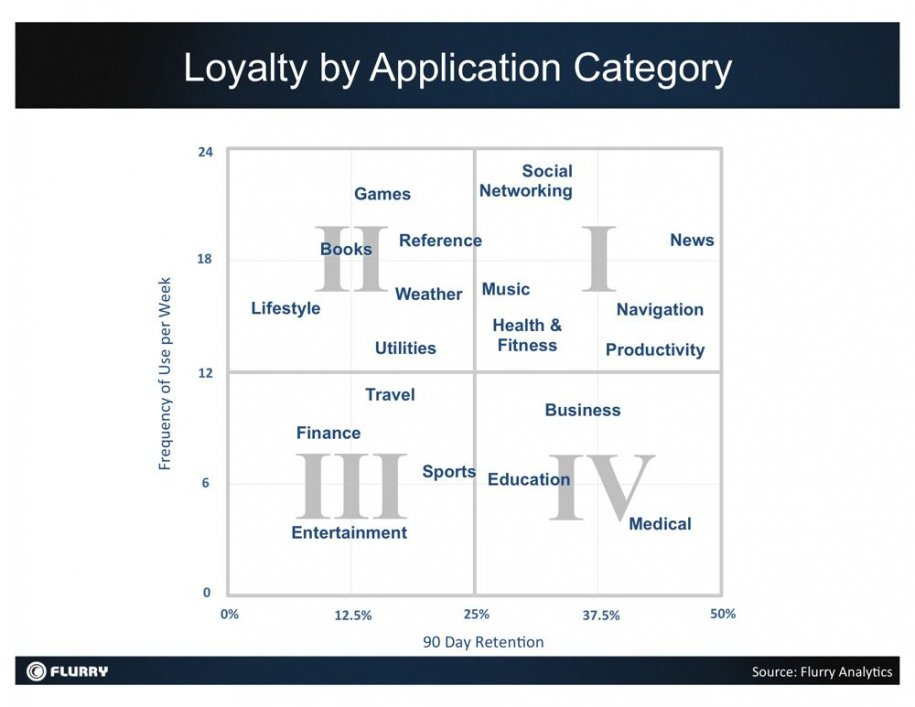 Loyalty by Application Category
24
Social
Networking
Games
Reference
News
Books
II
I
18
Weather
Music
Lifestyle
Navigation
Health &
Fitness
Utilities
Productivity
12
Travel
Business
Finance
Sports
Education
III
IV
6
Medical
Entertainment
0
0%
12.5%
25%
37.5%
50%
Frequency of Use per Week
90 Day Retention
FLURRY
Source: Flurry Analytics